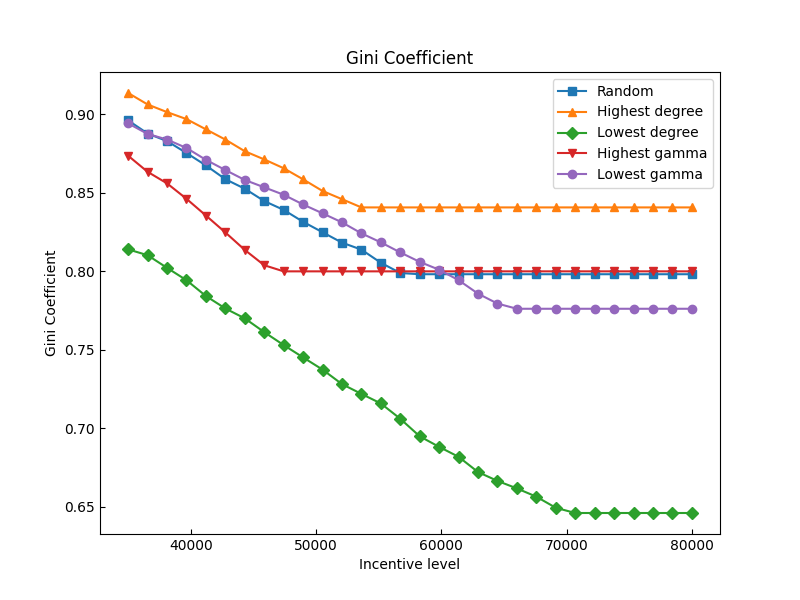 Gini Coefficient
Random
Highest degree
Lowest degree
Highest gamma
Lowest gamma
Gini Coefficient
0.90
0.85
0.80
0.75
0.70
0.65
40000 50000 60000 70000 80000
Incentive level